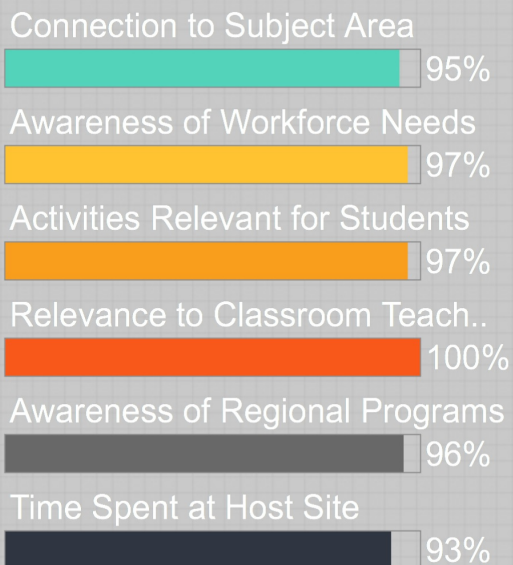 Connection to Subject Area
95%
Awareness of Workforce Needs
97%
Activities Relevant for Students
97%
Relevance to Classroom Teach..
100%
Awareness of Regional Programs
96%
Time Spent at Host Site
93%